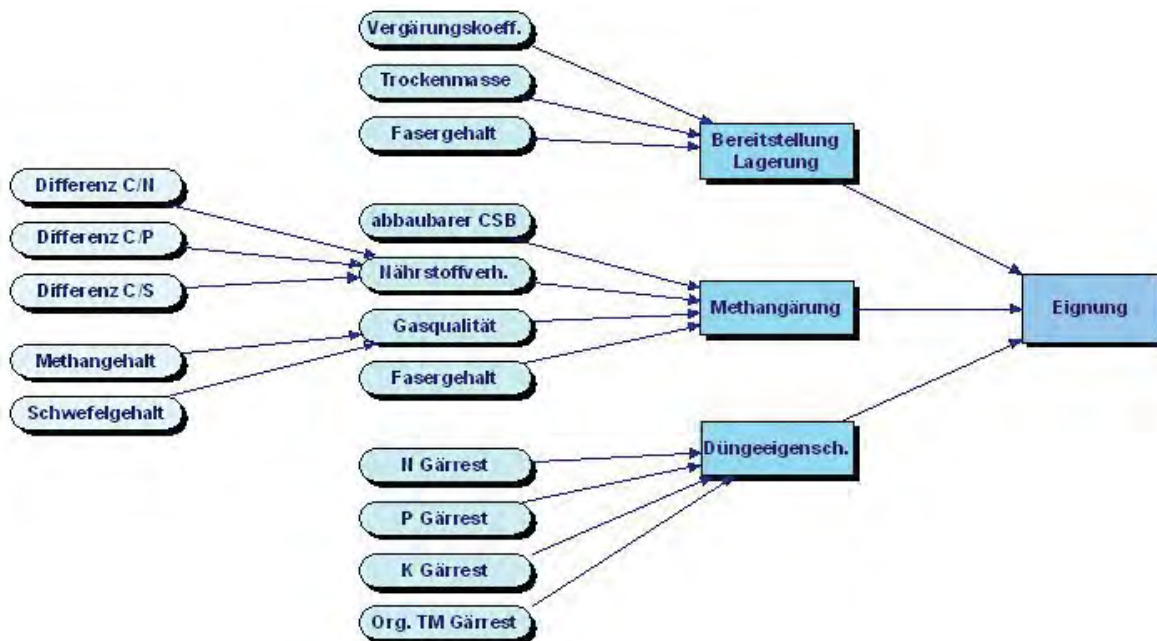 Vergärungskoeff.
Trockenmasse
Fasergehalt
Bereitstellung
Lagerung
Differenz C/N
Differenz C/P
Differenz C/S
Methangehalt
Schwefelgehalt
abbaubarer CSB
Nährstoffverh.
Gasqualität
Fasergehalt
Methangärung
Eignung
N Gärrest
P Gärrest
K Gärrest
Org. TM Gärrest
Düngeeigensch.